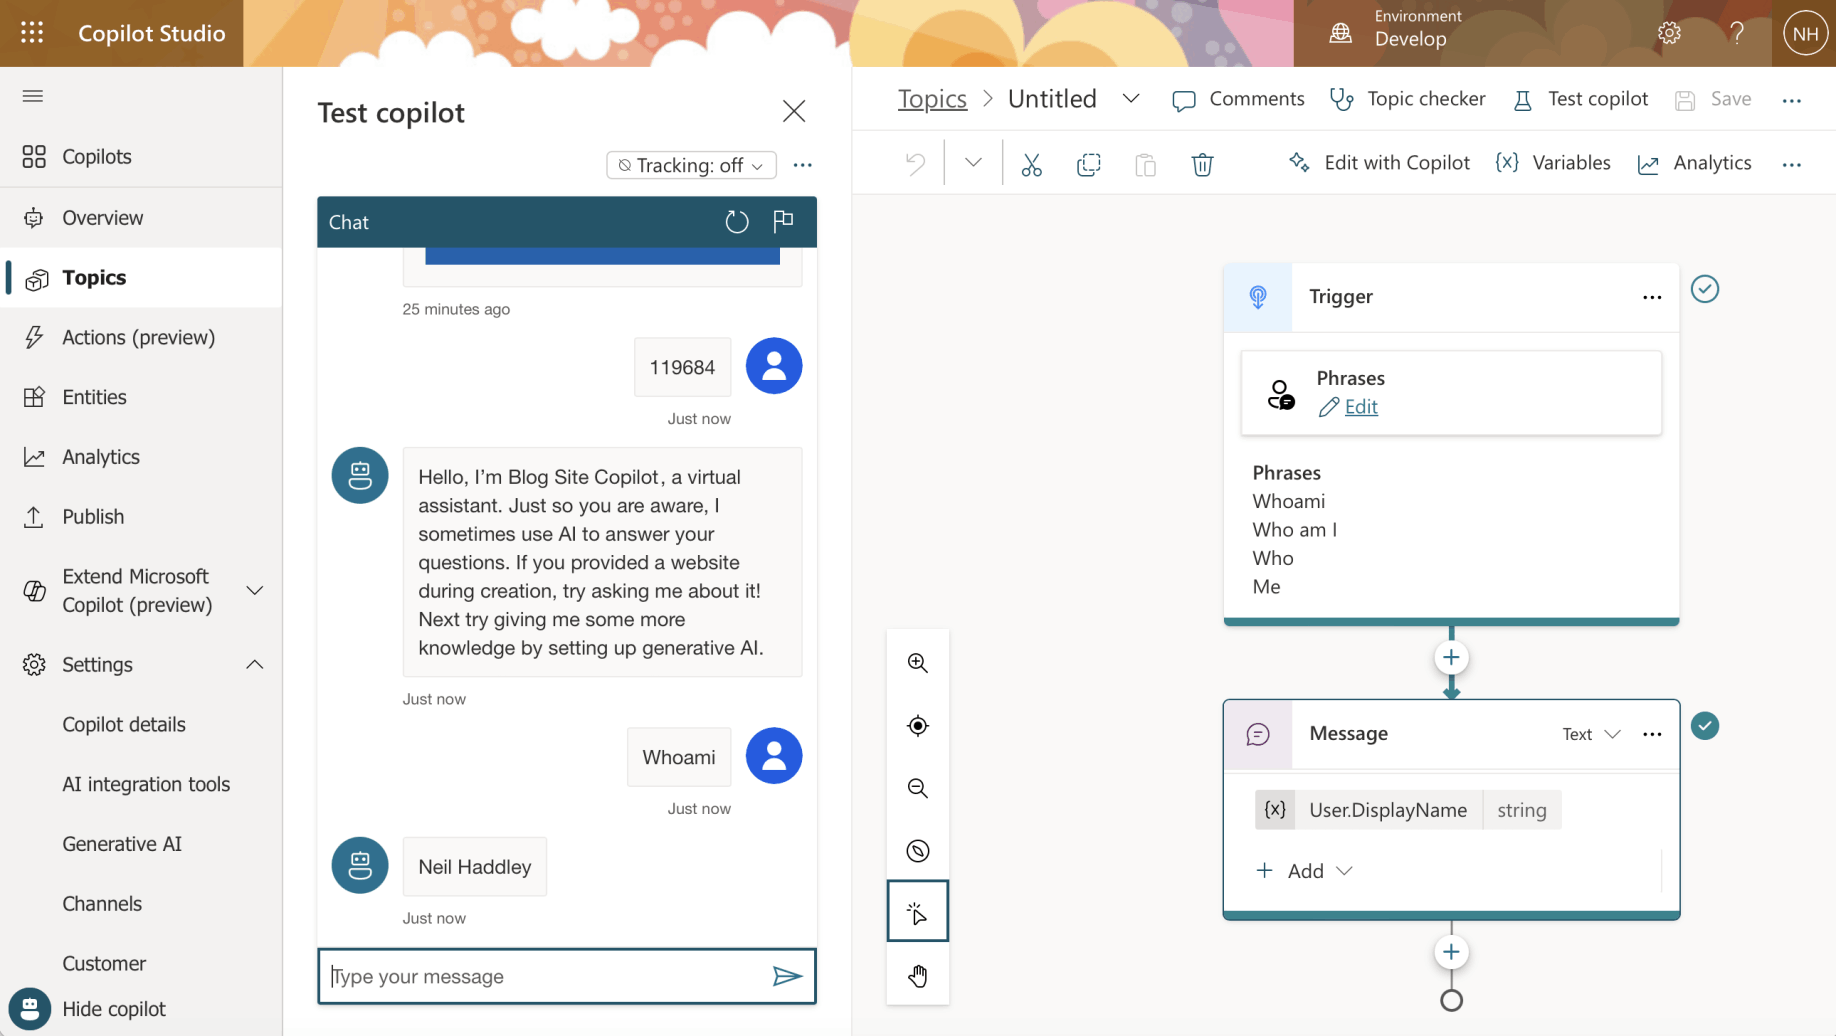 Copilot Studio
Environment
Develop
NH
Copilots
Overview
Topics
Actions (preview)
Entities
Analytics
Publish
Extend Microsoft
Copilot (preview)
Settings
Copilot details
AI integration tools
Generative AI
Channels
Customer
Hide copilot
Test copilot
Tracking: off
Chat
25 minutes ago
119684
Just now
Hello, I’m Blog Site Copilot, a virtual
assistant. Just so you are aware, I
sometimes use AI to answer your
questions. If you provided a website
during creation, try asking me about it!
Next try giving me some more
knowledge by setting up generative AI.
Just now
Whoami
Just now
Neil Haddley
Just now
Type your message
Topics > Untitled
Comments
Topic checker
Test copilot
Save
Edit with Copilot
{x} Variables
Analytics
Trigger
Phrases
Edit
Phrases
Whoami
Who am I
Who
Me
Message
Text
{x} User.DisplayName string
+ Add